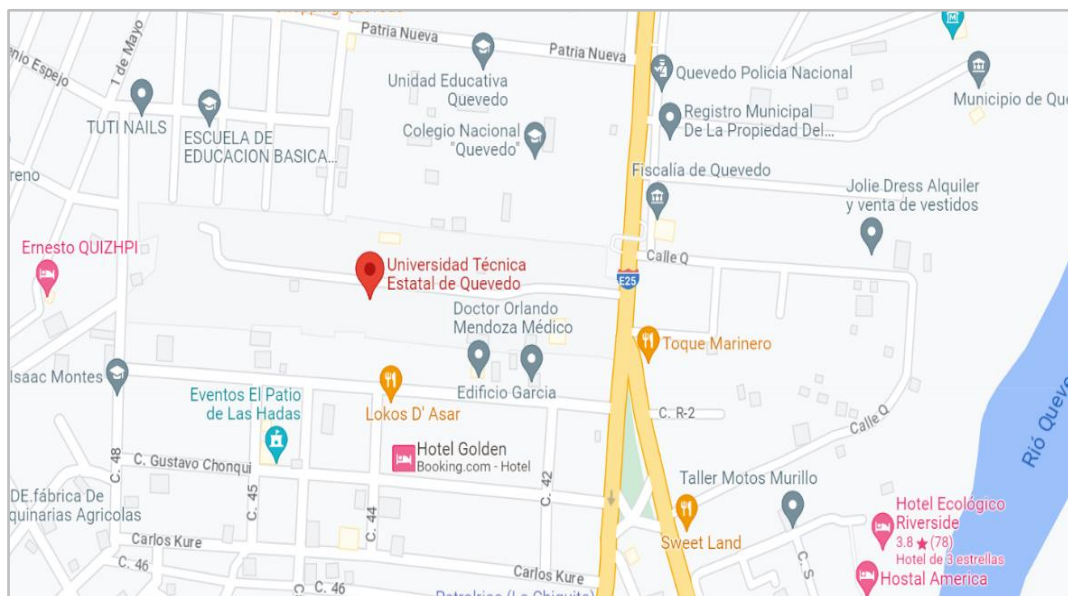 Shopping Quevedo
Patria Nueva
Patria Nueva
1 de Mayo
Espejo
Unidad Educativa
Quevedo
Quevedo Policia Nacional
Municipio de Que
TUTI NAILS
ESCUELA DE
EDUCACION BASICA...
Colegio Nacional
"Quevedo"
Registro Municipal
De La Propiedad Del...
Fiscalía de Quevedo
reno
Jolie Dress Alquiler
y venta de vestidos
Ernesto QUIZHPI
Universidad Técnica
Estatal de Quevedo
Calle Q
E25
Doctor Orlando
Mendoza Médico
Toque Marinero
Isaac Montes
Edificio Garcia
Eventos El Patio
de Las Hadas
Lokos D' Asar
C. R-2
Calle Q
Rió Queve
Hotel Golden
Booking.com - Hotel
C. 48
C. Gustavo Chonqui
C. 45
C. 44
C. 42
Taller Motos Murillo
DE.fábrica De
quinarias Agricolas
Hotel Ecológico
Riverside
3.8 ★ (78)
Hotel de 3 estrellas
Sweet Land
C. S
Hostal America
Carlos Kure
Carlos Kure
C. 46
C. 46